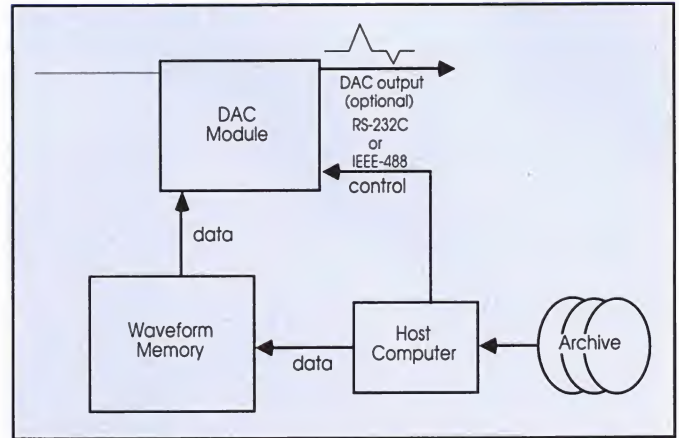 DAC output
(optional)
RS-232C
or
IEEE-488
control
DAC
Module
data
Waveform
Memory
data
Host
Computer
Archive